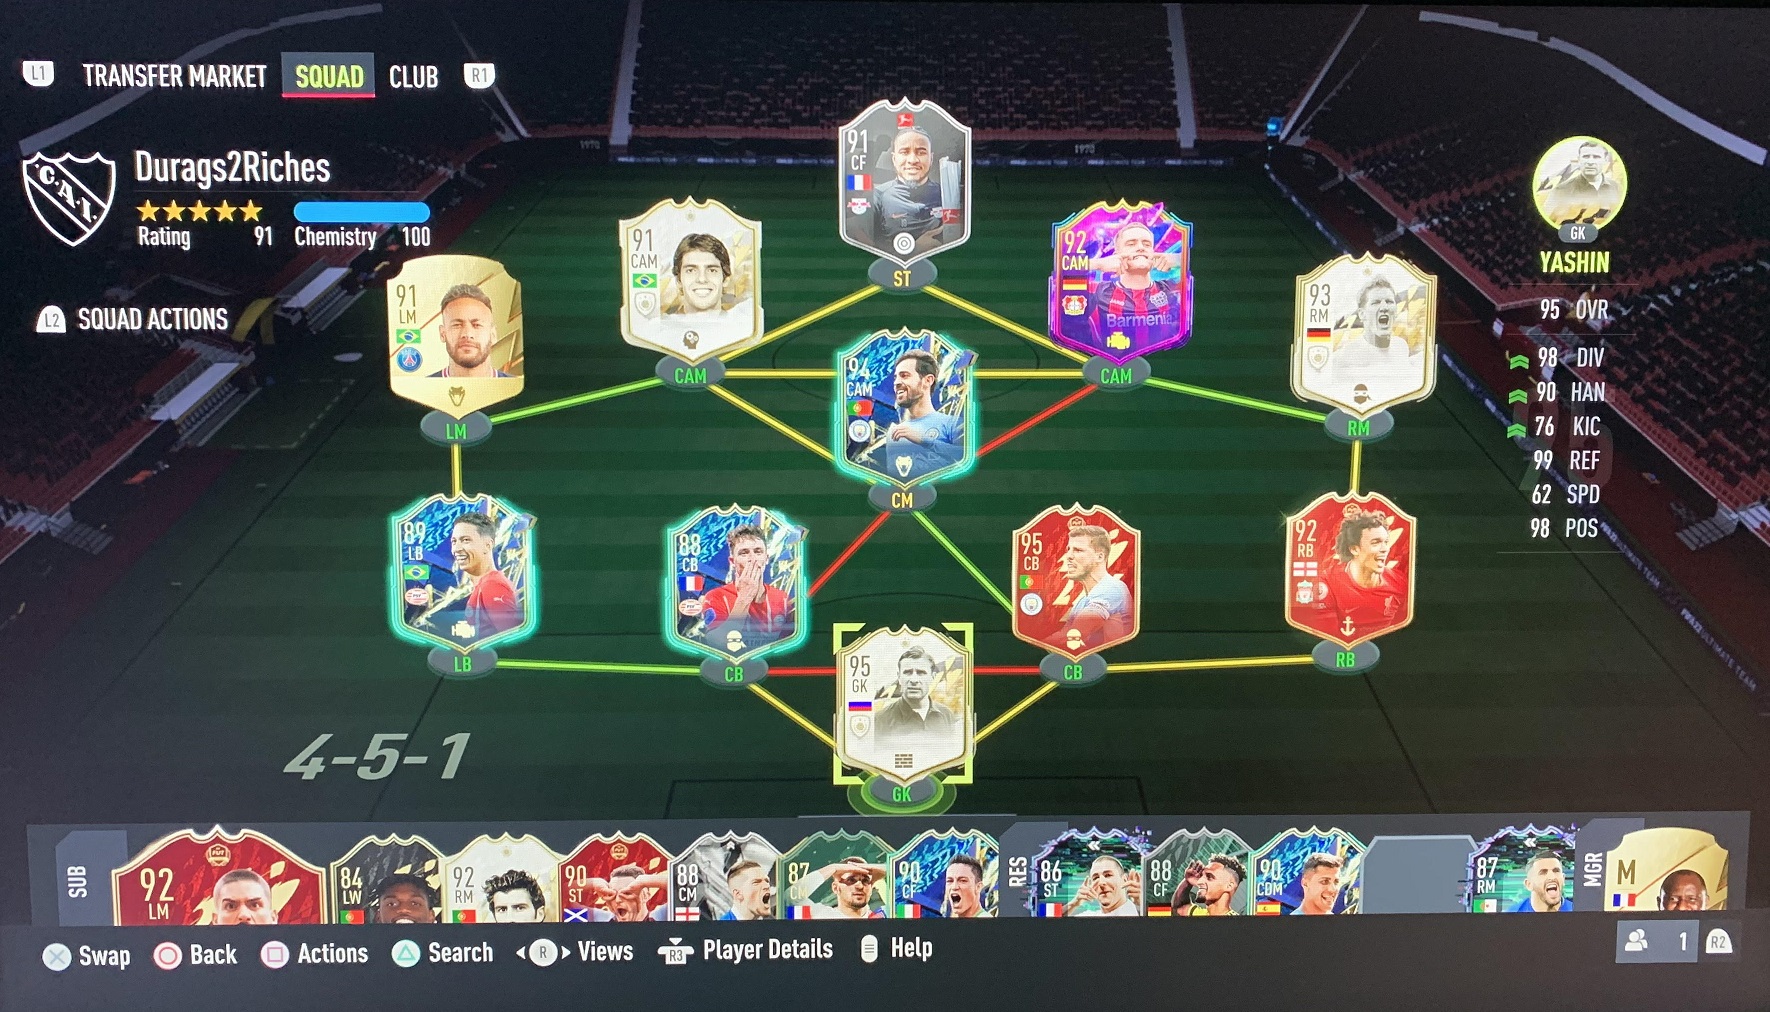 L1 TRANSFER MARKET SQUAD CLUB R1
C.A.I.
Durags2Riches
Rating 91 Chemistry 100
L2 SQUAD ACTIONS
91
CF
ST
91
CAM
CAM
92
CAM
Barmenia
CAM
91
LM
LM
93
RM
RM
94
CAM
CM
89
LB
LB
88
CB
CB
95
CB
CB
92
RB
RB
95
GK
GK
GK
YASHIN
95 OVR
98 DIV
90 HAN
76 KIC
99 REF
62 SPD
98 POS
4-5-1
SUB
92
LM
84
LW
92
RM
90
ST
88
CM
87
CM
90
CF
RES
86
ST
88
CF
90
CDM
87
RM
MGR
M
Swap Back Actions Search R Views R3 Player Details Help
1 R2